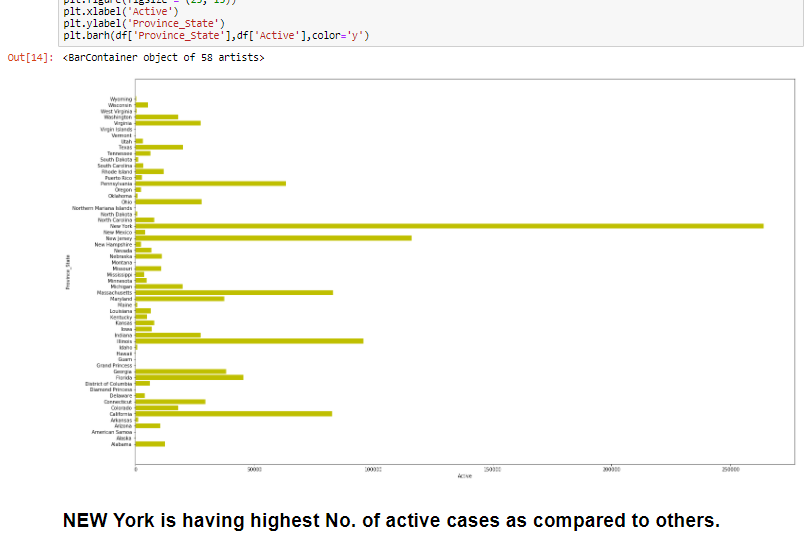 plt.figure(figsize = (25, 15))
plt.xlabel('Active')
plt.ylabel('Province_State')
plt.barh(df['Province_State'],df['Active'],color='y')
Out[14]: <BarContainer object of 58 artists>
Wyoming
Wisconsin
West Virginia
Washington
Virginia
Virgin Islands
Vermont
Utah
Texas
Tennessee
South Dakota
South Carolina
Rhode Island
Puerto Rico
Pennsylvania
Oregon
Oklahoma
Ohio
Northern Mariana Islands
North Dakota
North Carolina
New York
New Mexico
New Jersey
New Hampshire
Nevada
Nebraska
Montana
Missouri
Mississippi
Minnesota
Michigan
Massachusetts
Maryland
Maine
Louisiana
Kentucky
Kansas
Iowa
Indiana
Illinois
Idaho
Hawaii
Guam
Grand Princess
Georgia
Florida
District of Columbia
Diamond Princess
Delaware
Connecticut
Colorado
California
Arkansas
Arizona
American Samoa
Alaska
Alabama
Province_State
0 50000 100000 150000 200000 250000
Active
NEW York is having highest No. of active cases as compared to others.